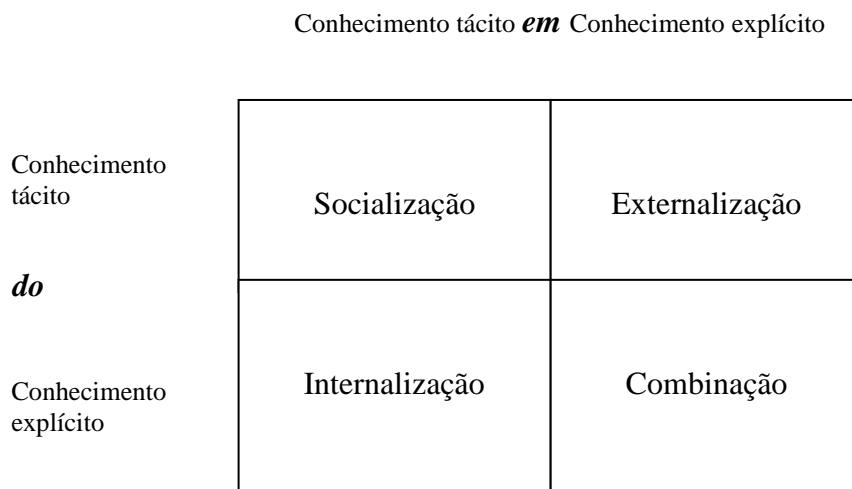 Conhecimento tácito em Conhecimento explícito
Conhecimento
tácito
Socialização
Externalização
do
Conhecimento
explícito
Internalização
Combinação